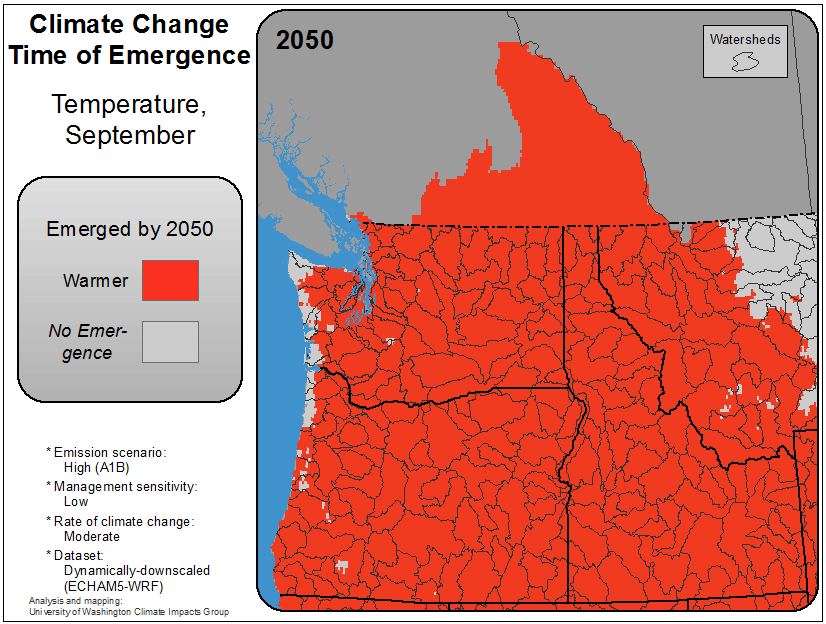 Climate Change
Time of Emergence
Temperature,
September
Emerged by 2050
Warmer
No Emer-
gence
* Emission scenario:
High (A1B)
* Management sensitivity:
Low
* Rate of climate change:
Moderate
* Dataset:
Dynamically-downscaled
(ECHAM5-WRF)
Analysis and mapping:
University of Washington Climate Impacts Group
2050
Watersheds